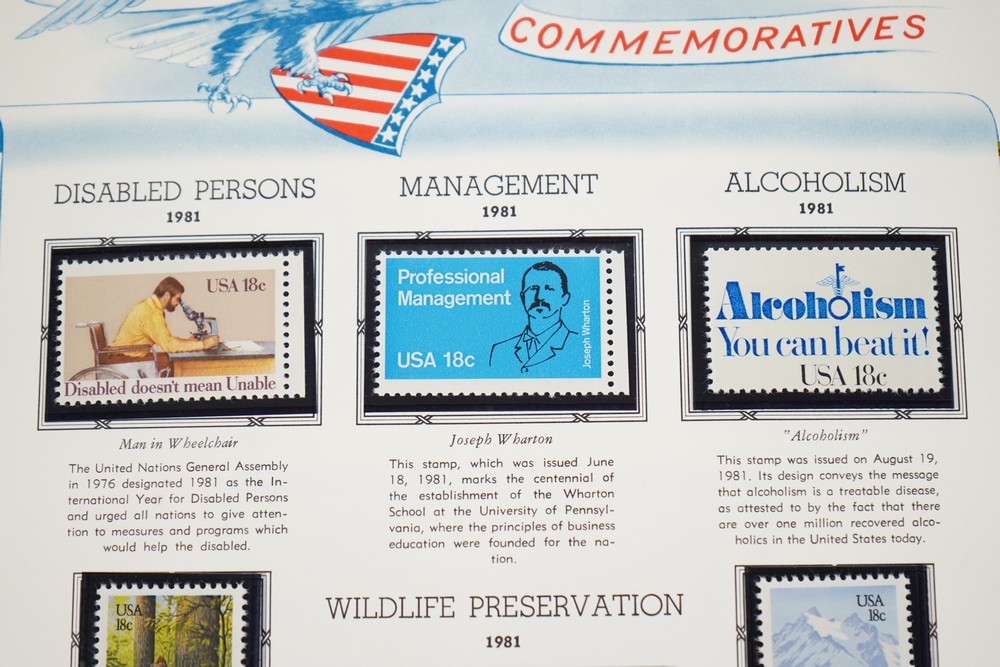 COMMEMORATIVES
DISABLED PERSONS
1981
USA 18c
Disabled doesn't mean Unable
Man in Wheelchair
The United Nations General Assembly
in 1976 designated 1981 as the In-
ternational Year for Disabled Persons
and urged all nations to give atten-
tion to measures and programs which
would help the disabled.
MANAGEMENT
1981
Professional
Management
USA 18c
Joseph Wharton
Joseph Wharton
This stamp, which was issued June
18, 1981, marks the centennial of
the establishment of the Wharton
School at the University of Pennsyl-
vania, where the principles of business
education were founded for the na-
tion.
ALCOHOLISM
1981
Alcoholism
You can beat it!
USA 18c
"Alcoholism"
This stamp was issued on August 19,
1981. Its design conveys the message
that alcoholism is a treatable disease,
as attested to by the fact that there
are over one million recovered alco-
holics in the United States today.
WILDLIFE PRESERVATION
1981
USA
18c
USA
18c